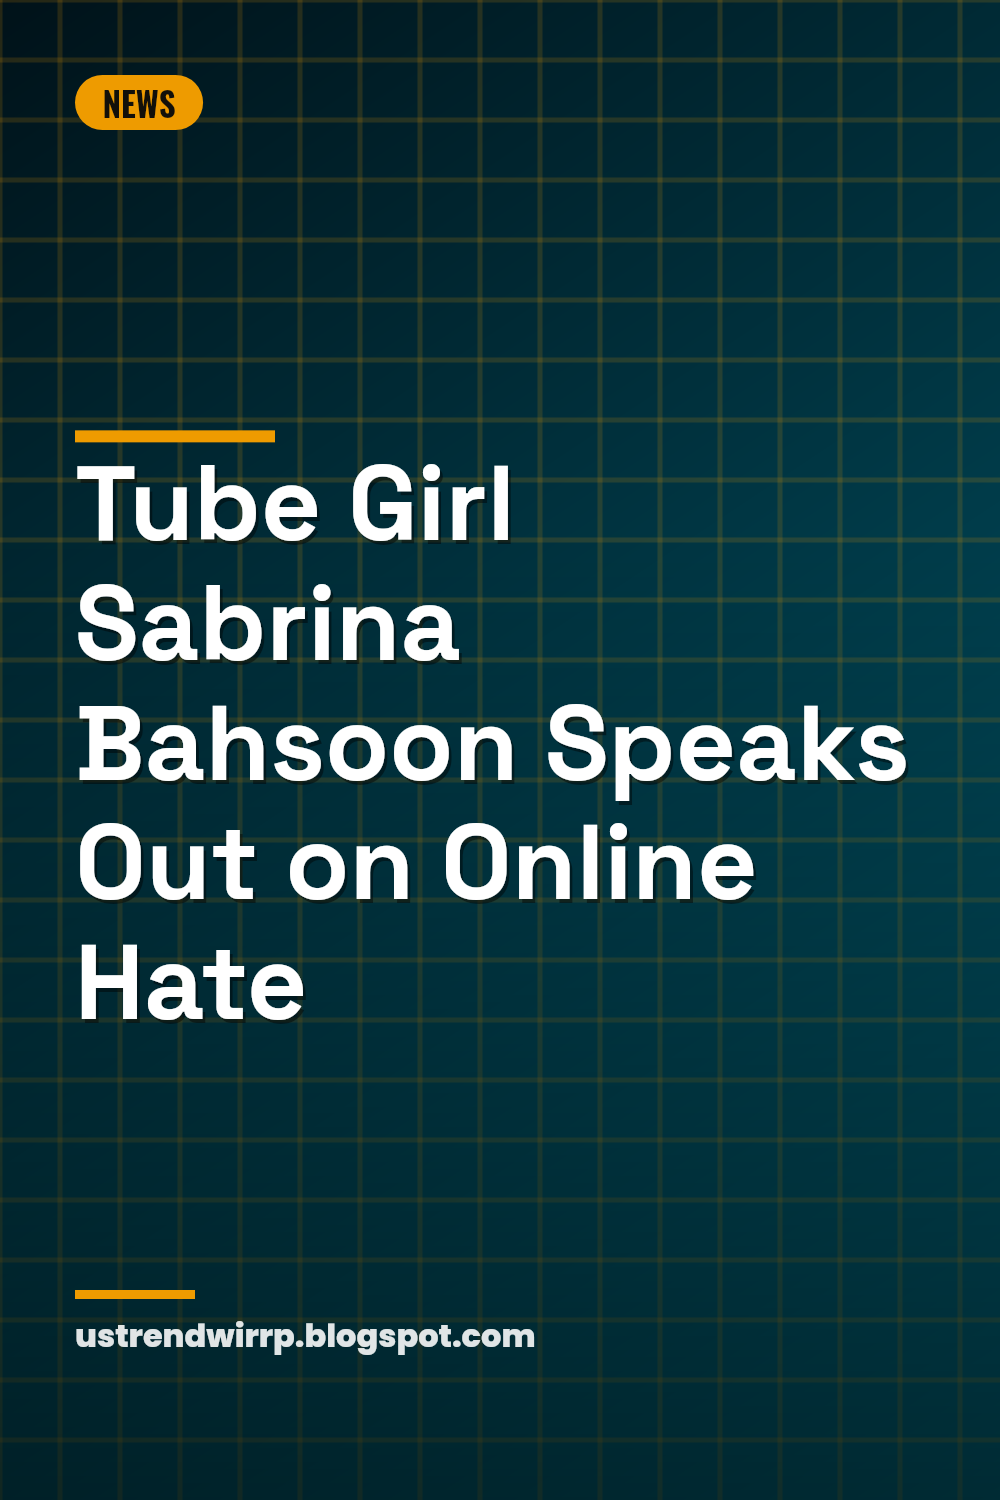 NEWS
Tube Girl
Sabrina
Bahsoon Speaks
Out on Online
Hate
ustrendwirrp.blogspot.com